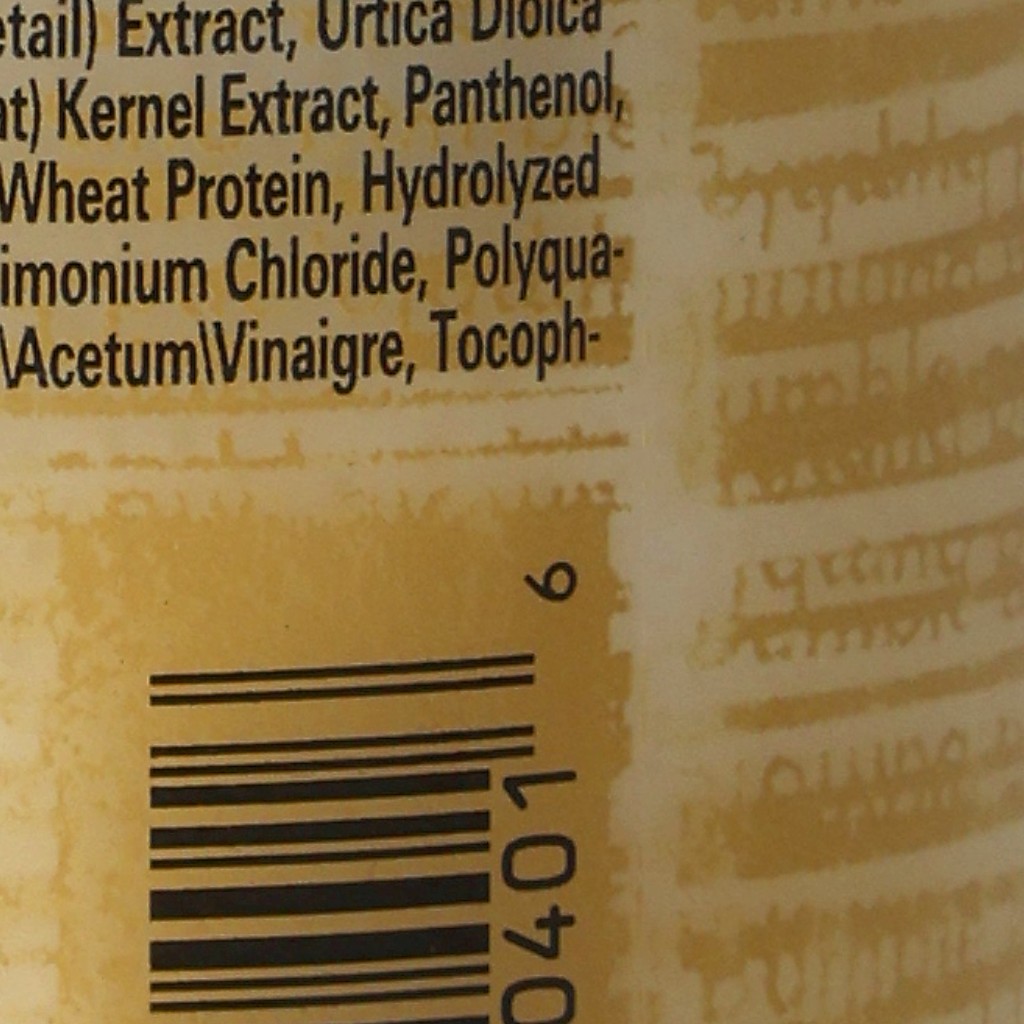 etail) Extract, Urtica Dioica
at) Kernel Extract, Panthenol,
Wheat Protein, Hydrolyzed
imonium Chloride, Polyqua-
\Acetum\Vinaigre, Tocoph-
0401 6